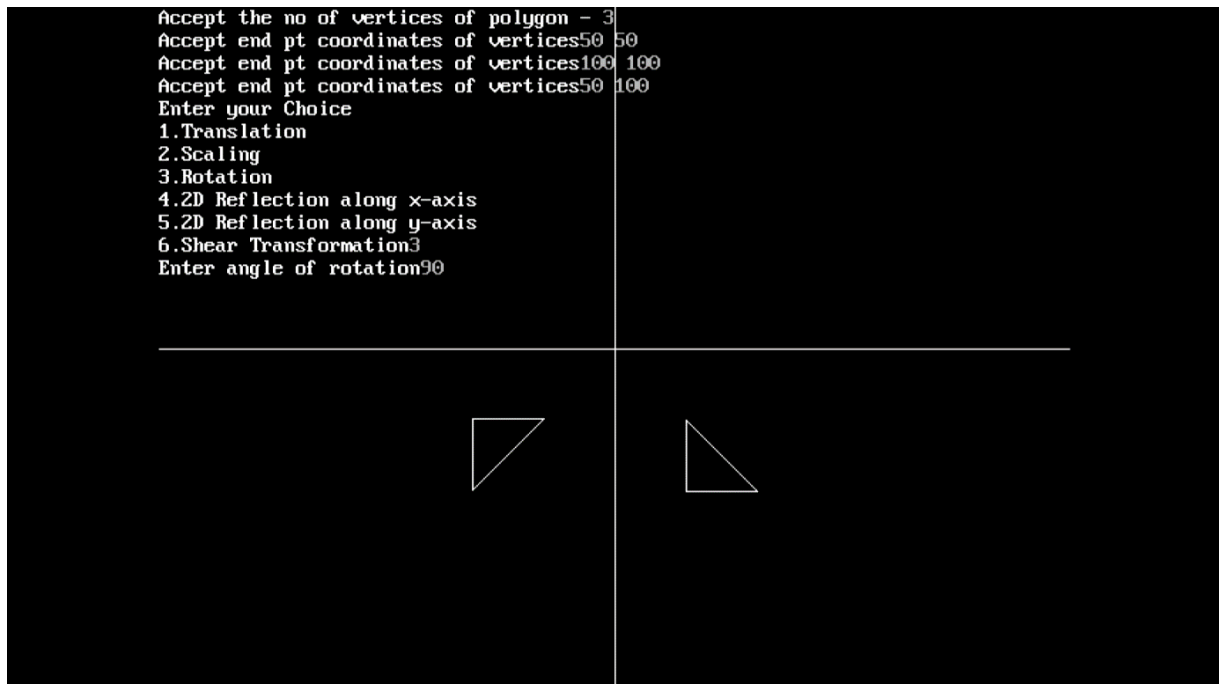 Accept the no of vertices of polygon - 3
Accept end pt coordinates of vertices50 50
Accept end pt coordinates of vertices100 100
Accept end pt coordinates of vertices50 100
Enter your Choice
1.Translation
2.Scaling
3.Rotation
4.2D Reflection along x-axis
5.2D Reflection along y-axis
6.Shear Transformation3
Enter angle of rotation90